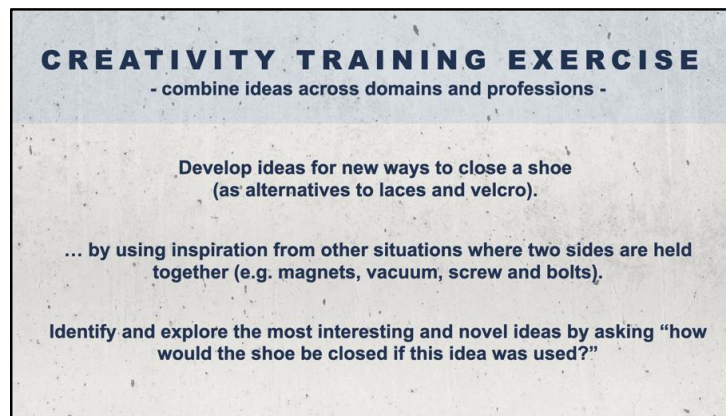 CREATIVITY TRAINING EXERCISE
- combine ideas across domains and professions -
Develop ideas for new ways to close a shoe
(as alternatives to laces and velcro).
… by using inspiration from other situations where two sides are held
together (e.g. magnets, vacuum, screw and bolts).
Identify and explore the most interesting and novel ideas by asking “how
would the shoe be closed if this idea was used?”